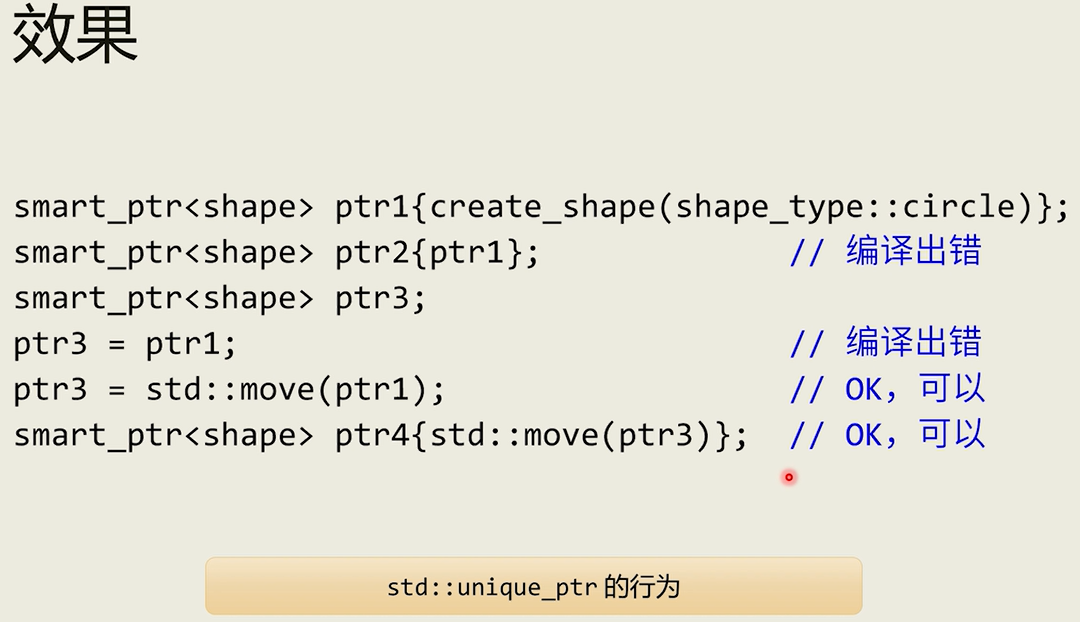 效果
smart_ptr<shape> ptr1{create_shape(shape_type::circle)};
smart_ptr<shape> ptr2{ptr1}; // 编译出错
smart_ptr<shape> ptr3;
ptr3 = ptr1; // 编译出错
ptr3 = std::move(ptr1); // OK，可以
smart_ptr<shape> ptr4{std::move(ptr3)}; // OK，可以
std::unique_ptr 的行为